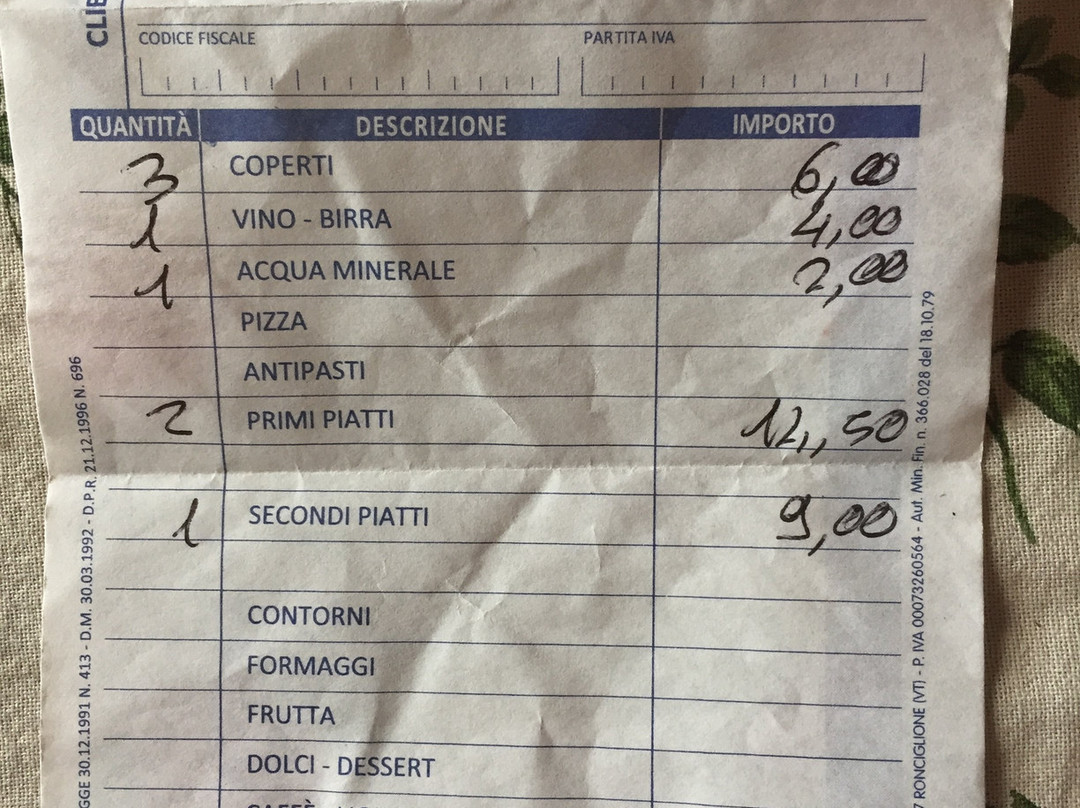 CLIE
CODICE FISCALE PARTITA IVA
QUANTITÀ DESCRIZIONE IMPORTO
3 COPERTI 6,00
1 VINO - BIRRA 4,00
1 ACQUA MINERALE 2,00
PIZZA
ANTIPASTI
2 PRIMI PIATTI 12,,50
1 SECONDI PIATTI 9,00
CONTORNI
FORMAGGI
FRUTTA
DOLCI - DESSERT
GGE 30.12.1991 N. 413 - D.M. 30.03.1992 - D.P.R. 21.12.1996 N. 696
7 RONCIGLIONE (VT) - P. IVA 00073260564 - Aut. Min. Fin. n. 366.028 del 18.10.79